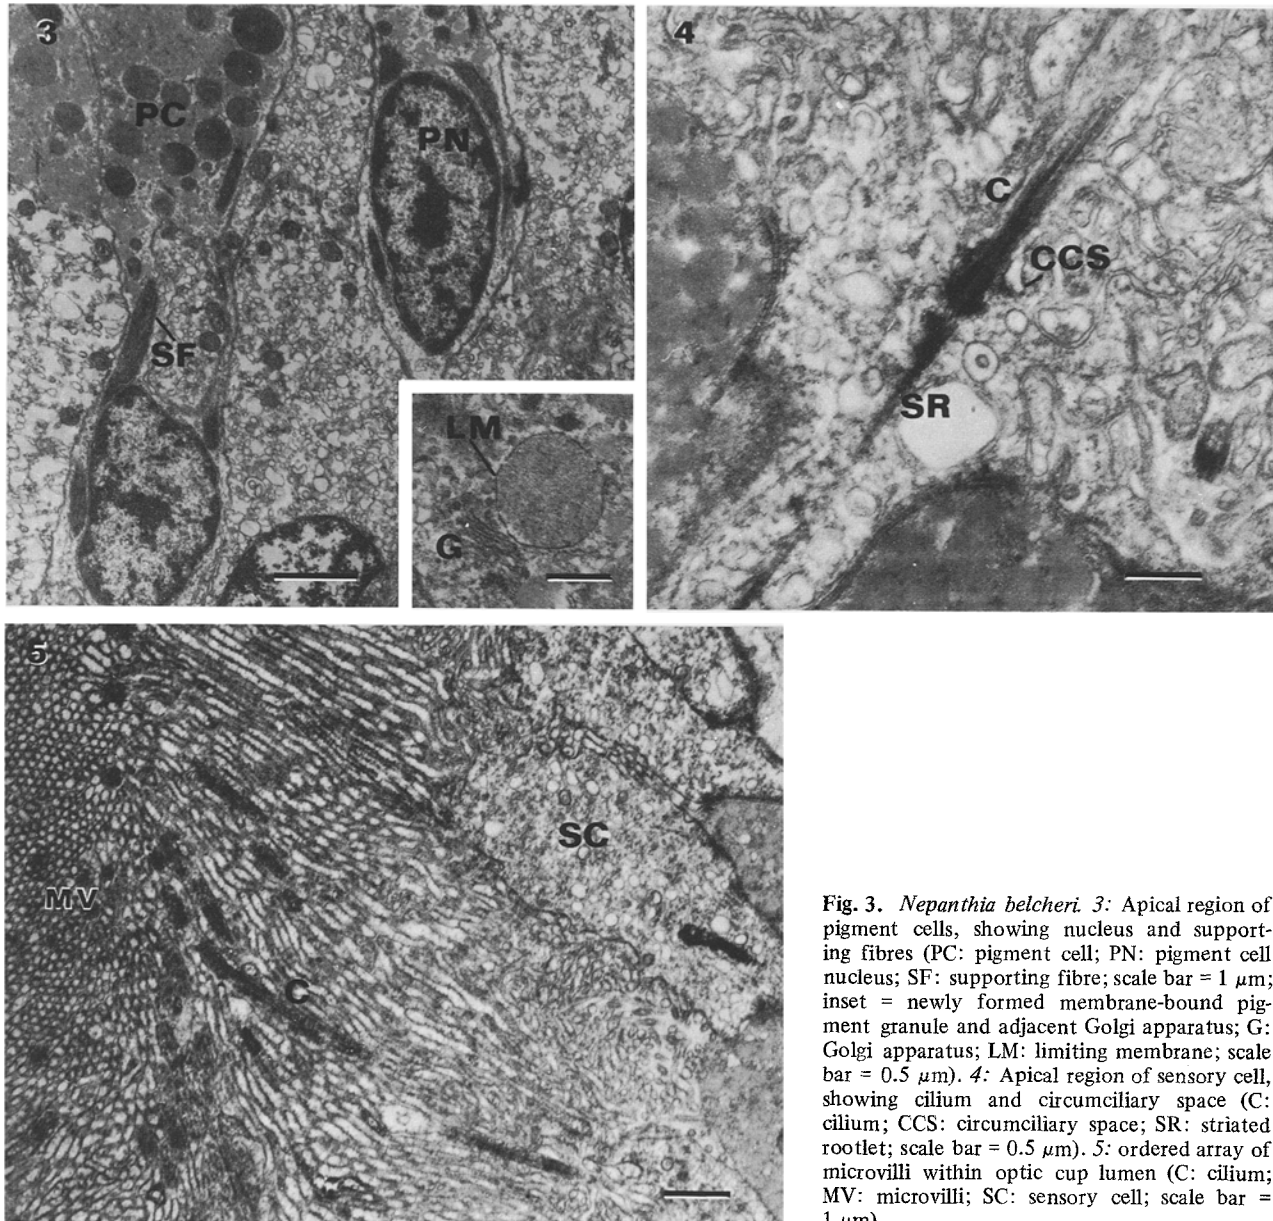 3
PC
PN
SF
LM
G
4
C
CCS
SR
5
MV
C
SC
Fig. 3. Nepanthia belcheri. 3: Apical region of
pigment cells, showing nucleus and support-
ing fibres (PC: pigment cell; PN: pigment cell
nucleus; SF: supporting fibre; scale bar = 1 μm;
inset = newly formed membrane-bound pig-
ment granule and adjacent Golgi apparatus; G:
Golgi apparatus; LM: limiting membrane; scale
bar = 0.5 μm). 4: Apical region of sensory cell,
showing cilium and circumciliary space (C:
cilium; CCS: circumciliary space; SR: striated
rootlet; scale bar = 0.5 μm). 5: ordered array of
microvilli within optic cup lumen (C: cilium;
MV: microvilli; SC: sensory cell; scale bar =
1 μm)